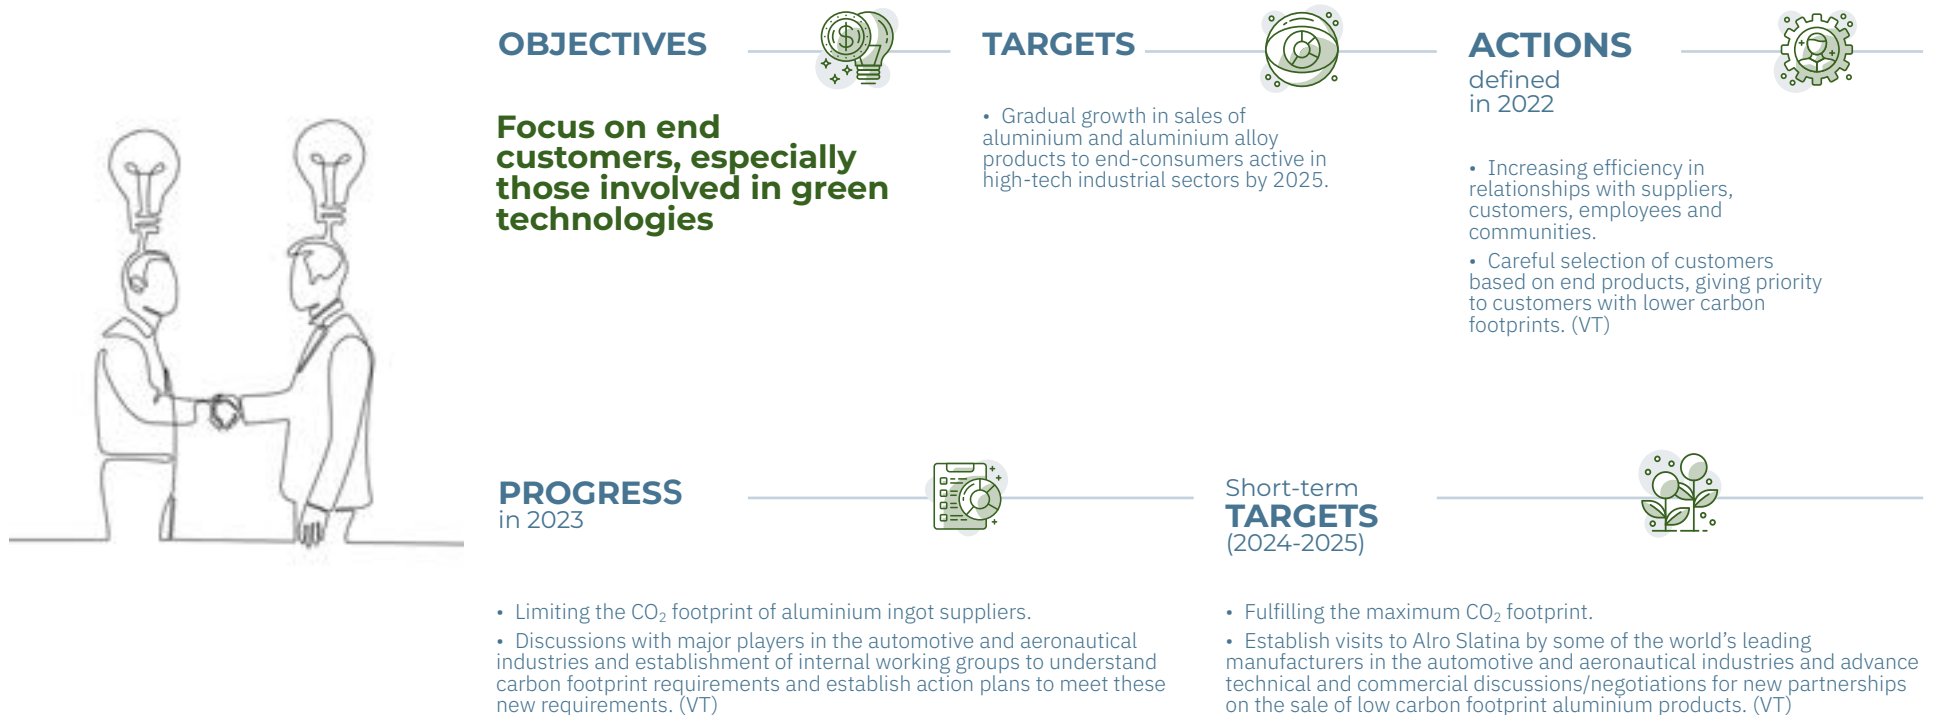 OBJECTIVES
Focus on end
customers, especially
those involved in green
technologies
TARGETS
• Gradual growth in sales of
aluminium and aluminium alloy
products to end-consumers active in
high-tech industrial sectors by 2025.
ACTIONS
defined
in 2022
• Increasing efficiency in
relationships with suppliers,
customers, employees and
communities.
• Careful selection of customers
based on end products, giving priority
to customers with lower carbon
footprints. (VT)
PROGRESS
in 2023
• Limiting the CO₂ footprint of aluminium ingot suppliers.
• Discussions with major players in the automotive and aeronautical
industries and establishment of internal working groups to understand
carbon footprint requirements and establish action plans to meet these
new requirements. (VT)
Short-term
TARGETS
(2024-2025)
• Fulfilling the maximum CO₂ footprint.
• Establish visits to Alro Slatina by some of the world’s leading
manufacturers in the automotive and aeronautical industries and advance
technical and commercial discussions/negotiations for new partnerships
on the sale of low carbon footprint aluminium products. (VT)